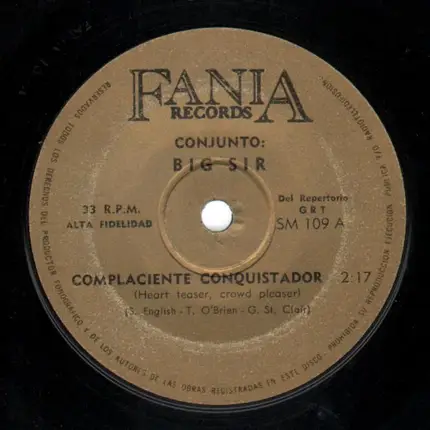 FANIA
RECORDS
CONJUNTO:
BIG SIR
33 R.P.M.
ALTA FIDELIDAD
Del Repertorio
GRT
SM 109 A
COMPLACIENTE CONQUISTADOR 2:17
(Heart teaser, crowd pleaser)
(S. English - T. O'Brien - G. St. Clair)
RESERVADOS TODOS LOS DERECHOS DEL PRODUCTOR FONOGRAFICO Y DE LOS AUTORES DE LAS OBRAS REGISTRADAS EN ESTE DISCO. PROHIBIDA SU REPRODUCCION EJECUCION PUBLICA Y/O RADIOTELEDIFUSION